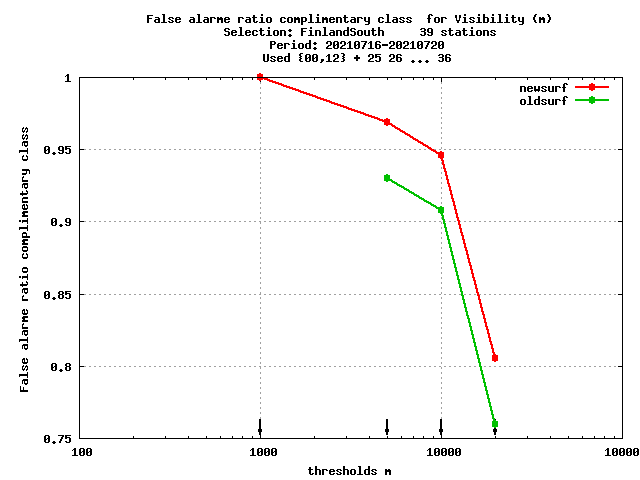 False alarme ratio complimentary class  for Visibility (m)
Selection: FinlandSouth     39 stations
Period: 20210716-20210720
Used {00,12} + 25 26 ... 36
newsurf
oldsurf
1
0.95
0.9
0.85
0.8
0.75
False alarme ratio complimentary class
100
1000
10000
10000
thresholds m